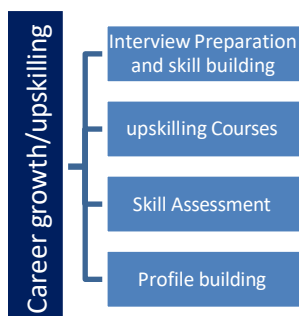 Career growth/upskilling
Interview Preparation
and skill building
upskilling Courses
Skill Assessment
Profile building